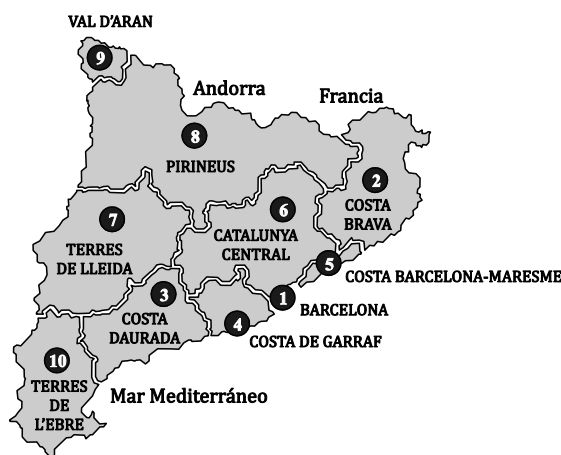 VAL D'ARAN
9
Andorra
Francia
8
PIRINEUS
2
COSTA
BRAVA
7
TERRES
DE LLEIDA
6
CATALUNYA
CENTRAL
5
COSTA BARCELONA-MARESME
3
COSTA
DAURADA
1
BARCELONA
4
COSTA DE GARRAF
10
TERRES
DE
L'EBRE
Mar Mediterráneo